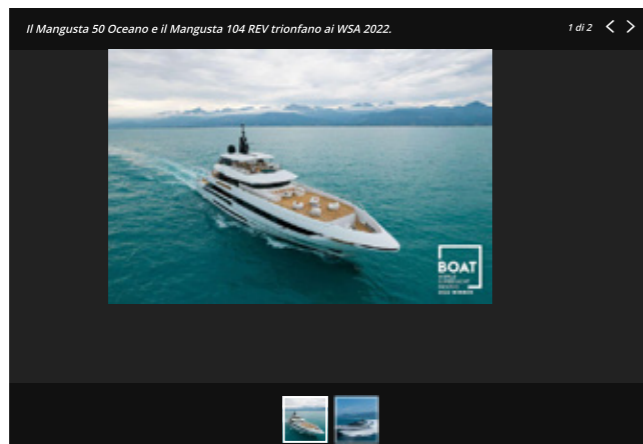 Il Mangusta 50 Oceano e il Mangusta 104 REV trionfano ai WSA 2022.
1 di 2
BOAT